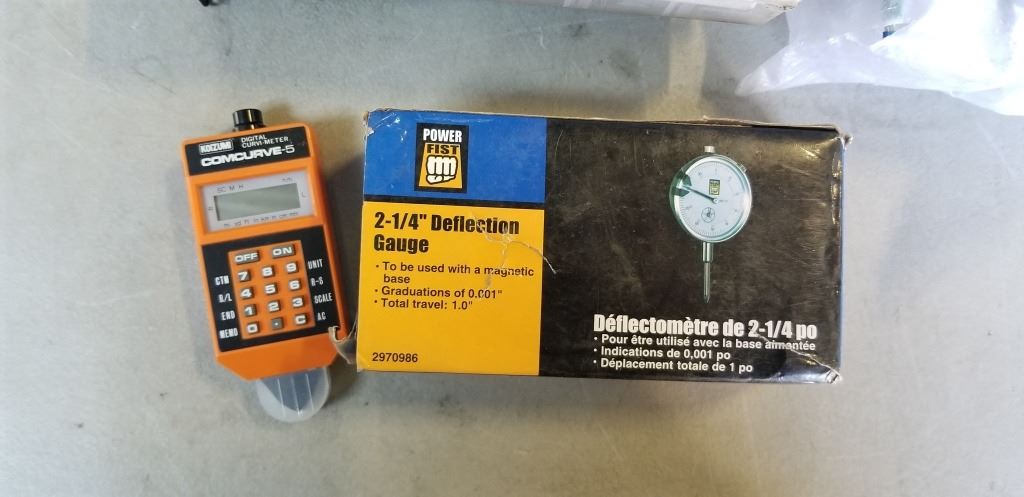 KOIZUMI
DIGITAL
CURVI-METER
COMCURVE-5
SC M H
OFF ON
7 8 9
4 5 6
1 2 3
0 · C
CTN
R/L
END
MEMO
UNIT
R-S
SCALE
AC
POWER
FIST
2-1/4" Deflection
Gauge
• To be used with a magnetic
base
• Graduations of 0.001"
• Total travel: 1.0"
2970986
Déflectomètre de 2-1/4 po
• Pour être utilisé avec la base aimantée
• Indications de 0,001 po
• Déplacement totale de 1 po